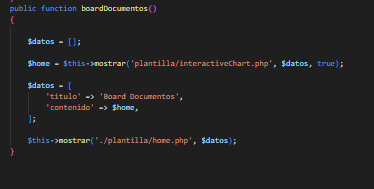 public function boardDocumentos()
{
$datos = [];
$home = $this->mostrar('plantilla/interactiveChart.php', $datos, true);
$datos = [
'titulo' => 'Board Documentos',
'contenido' => $home,
];
$this->mostrar('./plantilla/home.php', $datos);
}